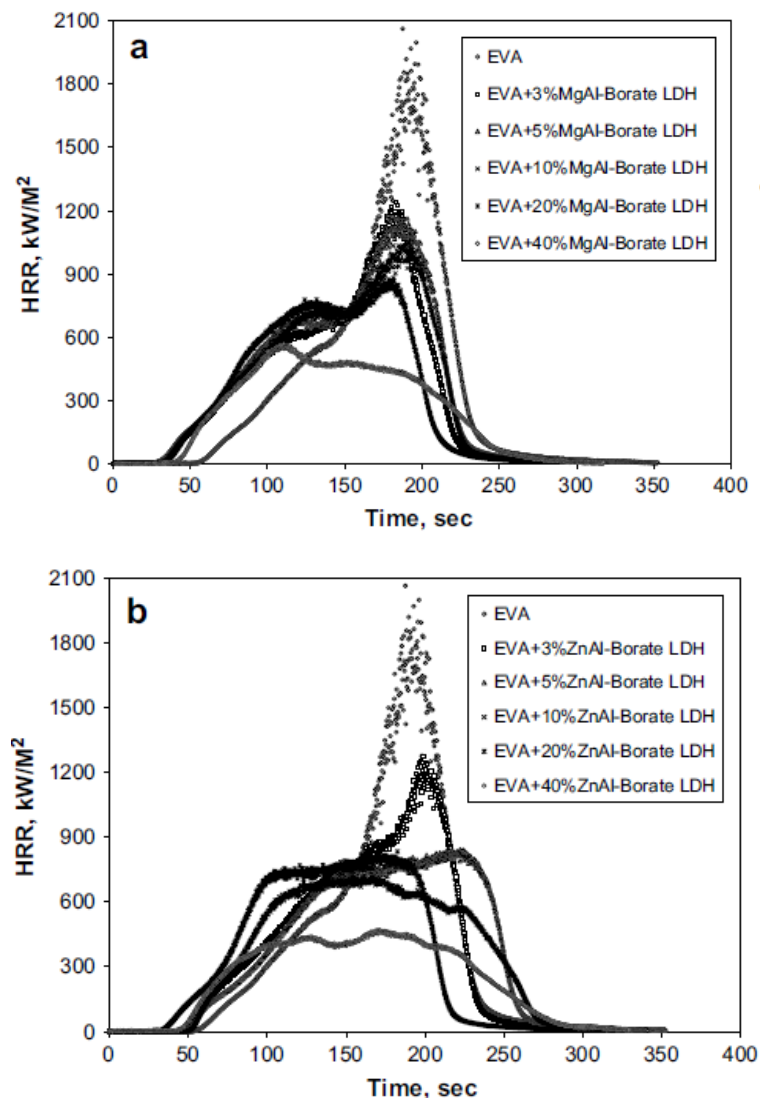 2100
1800
1500
1200
900
600
300
0
HRR, kW/M²
a
EVA
EVA+3%MgAl-Borate LDH
EVA+5%MgAl-Borate LDH
EVA+10%MgAl-Borate LDH
EVA+20%MgAl-Borate LDH
EVA+40%MgAl-Borate LDH
0 50 100 150 200 250 300 350 400
Time, sec
2100
1800
1500
1200
900
600
300
0
HRR, kW/M²
b
EVA
EVA+3%ZnAl-Borate LDH
EVA+5%ZnAl-Borate LDH
EVA+10%ZnAl-Borate LDH
EVA+20%ZnAl-Borate LDH
EVA+40%ZnAl-Borate LDH
0 50 100 150 200 250 300 350 400
Time, sec